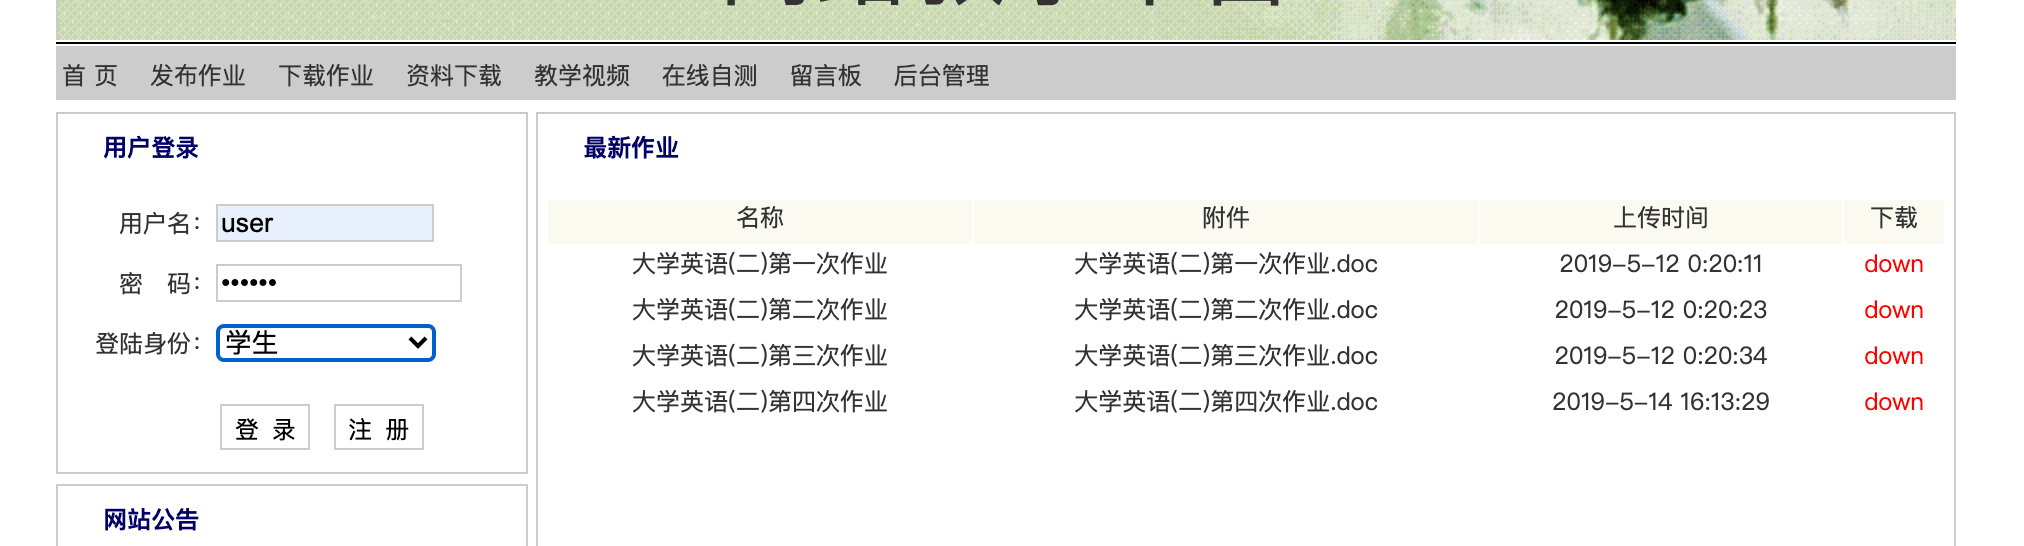 首 页 发布作业 下载作业 资料下载 教学视频 在线自测 留言板 后台管理
用户登录
用户名: user
密 码: ••••••
登陆身份: 学生
登 录 注 册
网站公告
最新作业
名称 附件 上传时间 下载
大学英语(二)第一次作业 大学英语(二)第一次作业.doc 2019-5-12 0:20:11 down
大学英语(二)第二次作业 大学英语(二)第二次作业.doc 2019-5-12 0:20:23 down
大学英语(二)第三次作业 大学英语(二)第三次作业.doc 2019-5-12 0:20:34 down
大学英语(二)第四次作业 大学英语(二)第四次作业.doc 2019-5-14 16:13:29 down